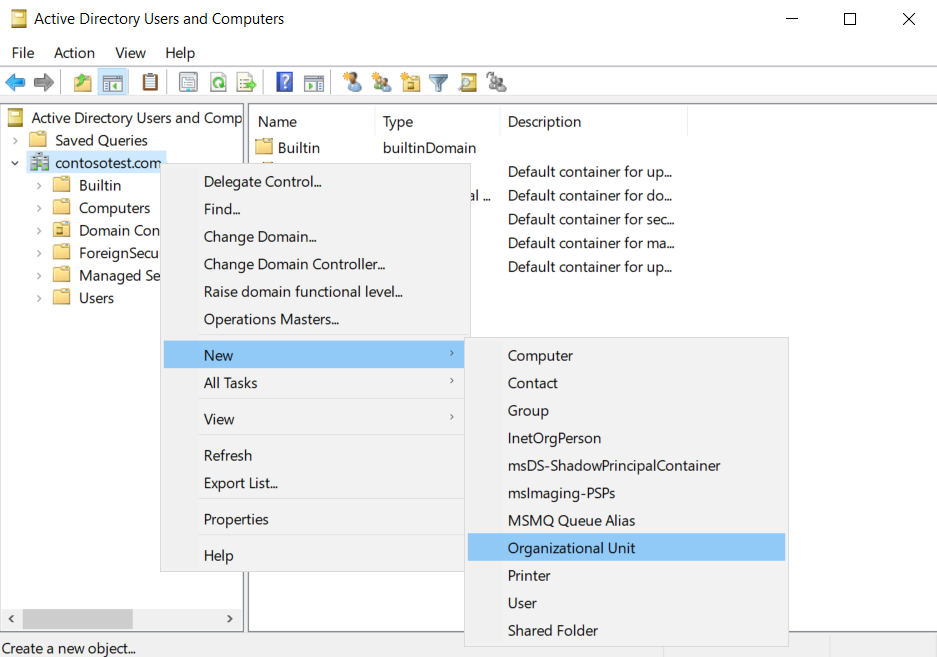 Active Directory Users and Computers
File Action View Help
Active Directory Users and Comp
Saved Queries
contosotest.com
Builtin
Computers
Domain Con
ForeignSecu
Managed Se
Users
Name Type Description
Builtin builtinDomain
Default container for up...
al ... Default container for do...
Default container for sec...
Default container for ma...
Default container for up...
Delegate Control...
Find...
Change Domain...
Change Domain Controller...
Raise domain functional level...
Operations Masters...
New
All Tasks
View
Refresh
Export List...
Properties
Help
Computer
Contact
Group
InetOrgPerson
msDS-ShadowPrincipalContainer
msImaging-PSPs
MSMQ Queue Alias
Organizational Unit
Printer
User
Shared Folder
Create a new object...